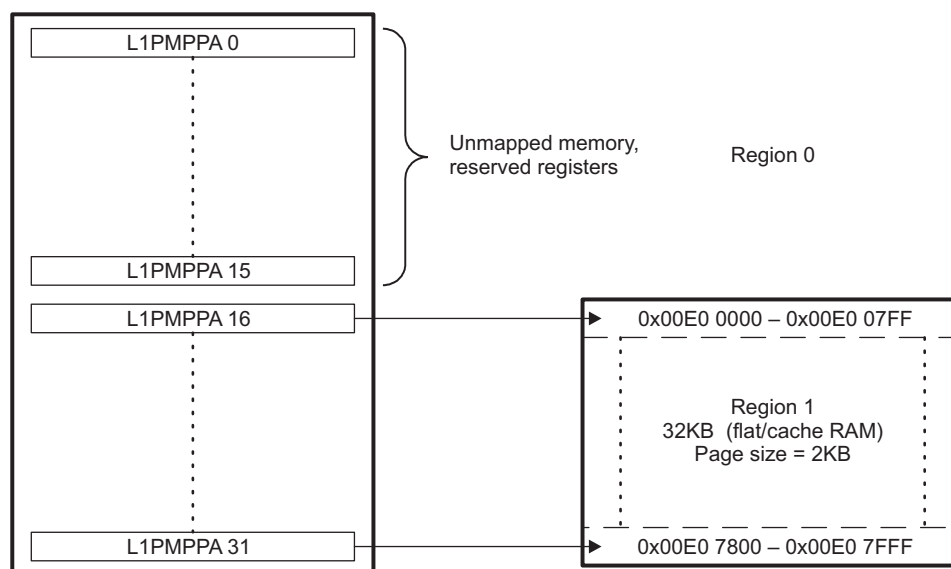 L1PMPPA 0
Unmapped memory,
reserved registers
Region 0
L1PMPPA 15
L1PMPPA 16
0x00E0 0000 – 0x00E0 07FF
Region 1
32KB (flat/cache RAM)
Page size = 2KB
L1PMPPA 31
0x00E0 7800 – 0x00E0 7FFF